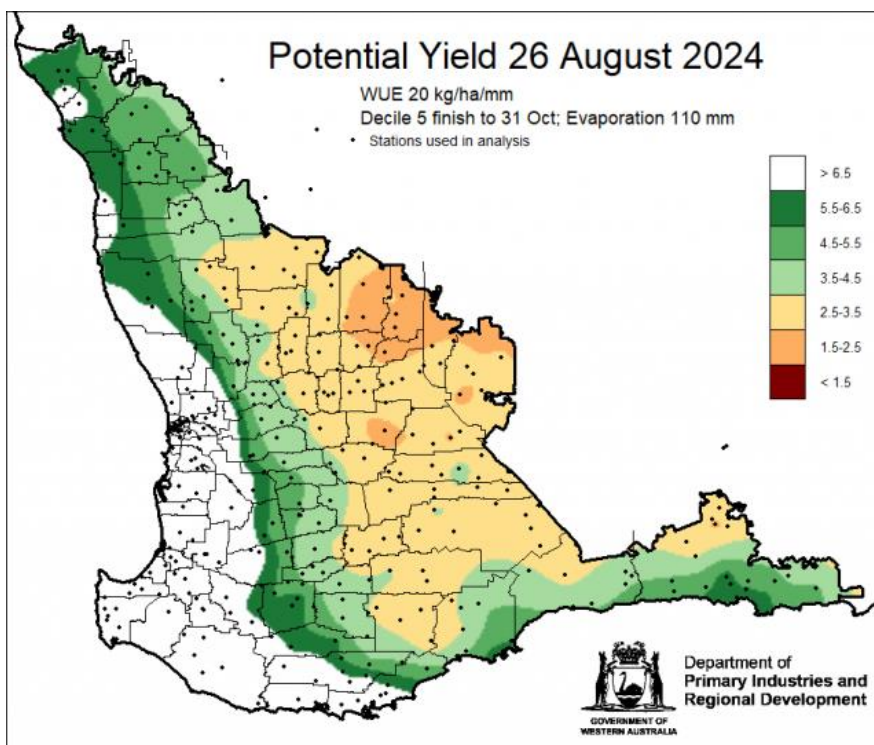 Potential Yield 26 August 2024
WUE 20 kg/ha/mm
Decile 5 finish to 31 Oct; Evaporation 110 mm
• Stations used in analysis
> 6.5
5.5-6.5
4.5-5.5
3.5-4.5
2.5-3.5
1.5-2.5
< 1.5
Department of
Primary Industries and
Regional Development
GOVERNMENT OF
WESTERN AUSTRALIA